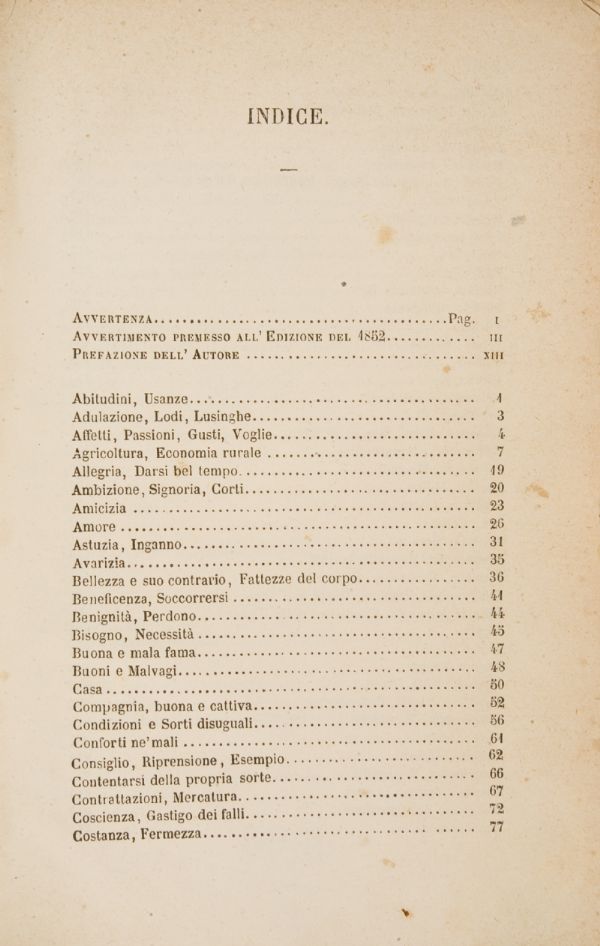 INDICE.
AVVERTENZA........................................Pag. I
AVVERTIMENTO PREMESSO ALL' EDIZIONE DEL 1852............. III
PREFAZIONE DELL' AUTORE ................................ XIII
Abitudini, Usanze........................................ 1
Adulazione, Lodi, Lusinghe............................... 3
Affetti, Passioni, Gusti, Voglie............................ 4
Agricoltura, Economia rurale ............................. 7
Allegria, Darsi bel tempo................................. 19
Ambizione, Signoria, Corti................................ 20
Amicizia ................................................ 23
Amore .................................................. 26
Astuzia, Inganno......................................... 31
Avarizia................................................. 35
Bellezza e suo contrario, Fattezze del corpo................ 36
Beneficenza, Soccorrersi .................................. 41
Benignità, Perdono....................................... 44
Bisogno, Necessità ....................................... 45
Buona e mala fama....................................... 47
Buoni e Malvagi.......................................... 48
Casa .................................................... 50
Compagnia, buona e cattiva............................... 52
Condizioni e Sorti disuguali............................... 56
Conforti ne' mali ......................................... 61
Consiglio, Riprensione, Esempio........................... 62
Contentarsi della propria sorte............................. 66
Contrattazioni, Mercatura................................. 67
Coscienza, Gastigo dei falli................................ 72
Costanza, Fermezza...................................... 77